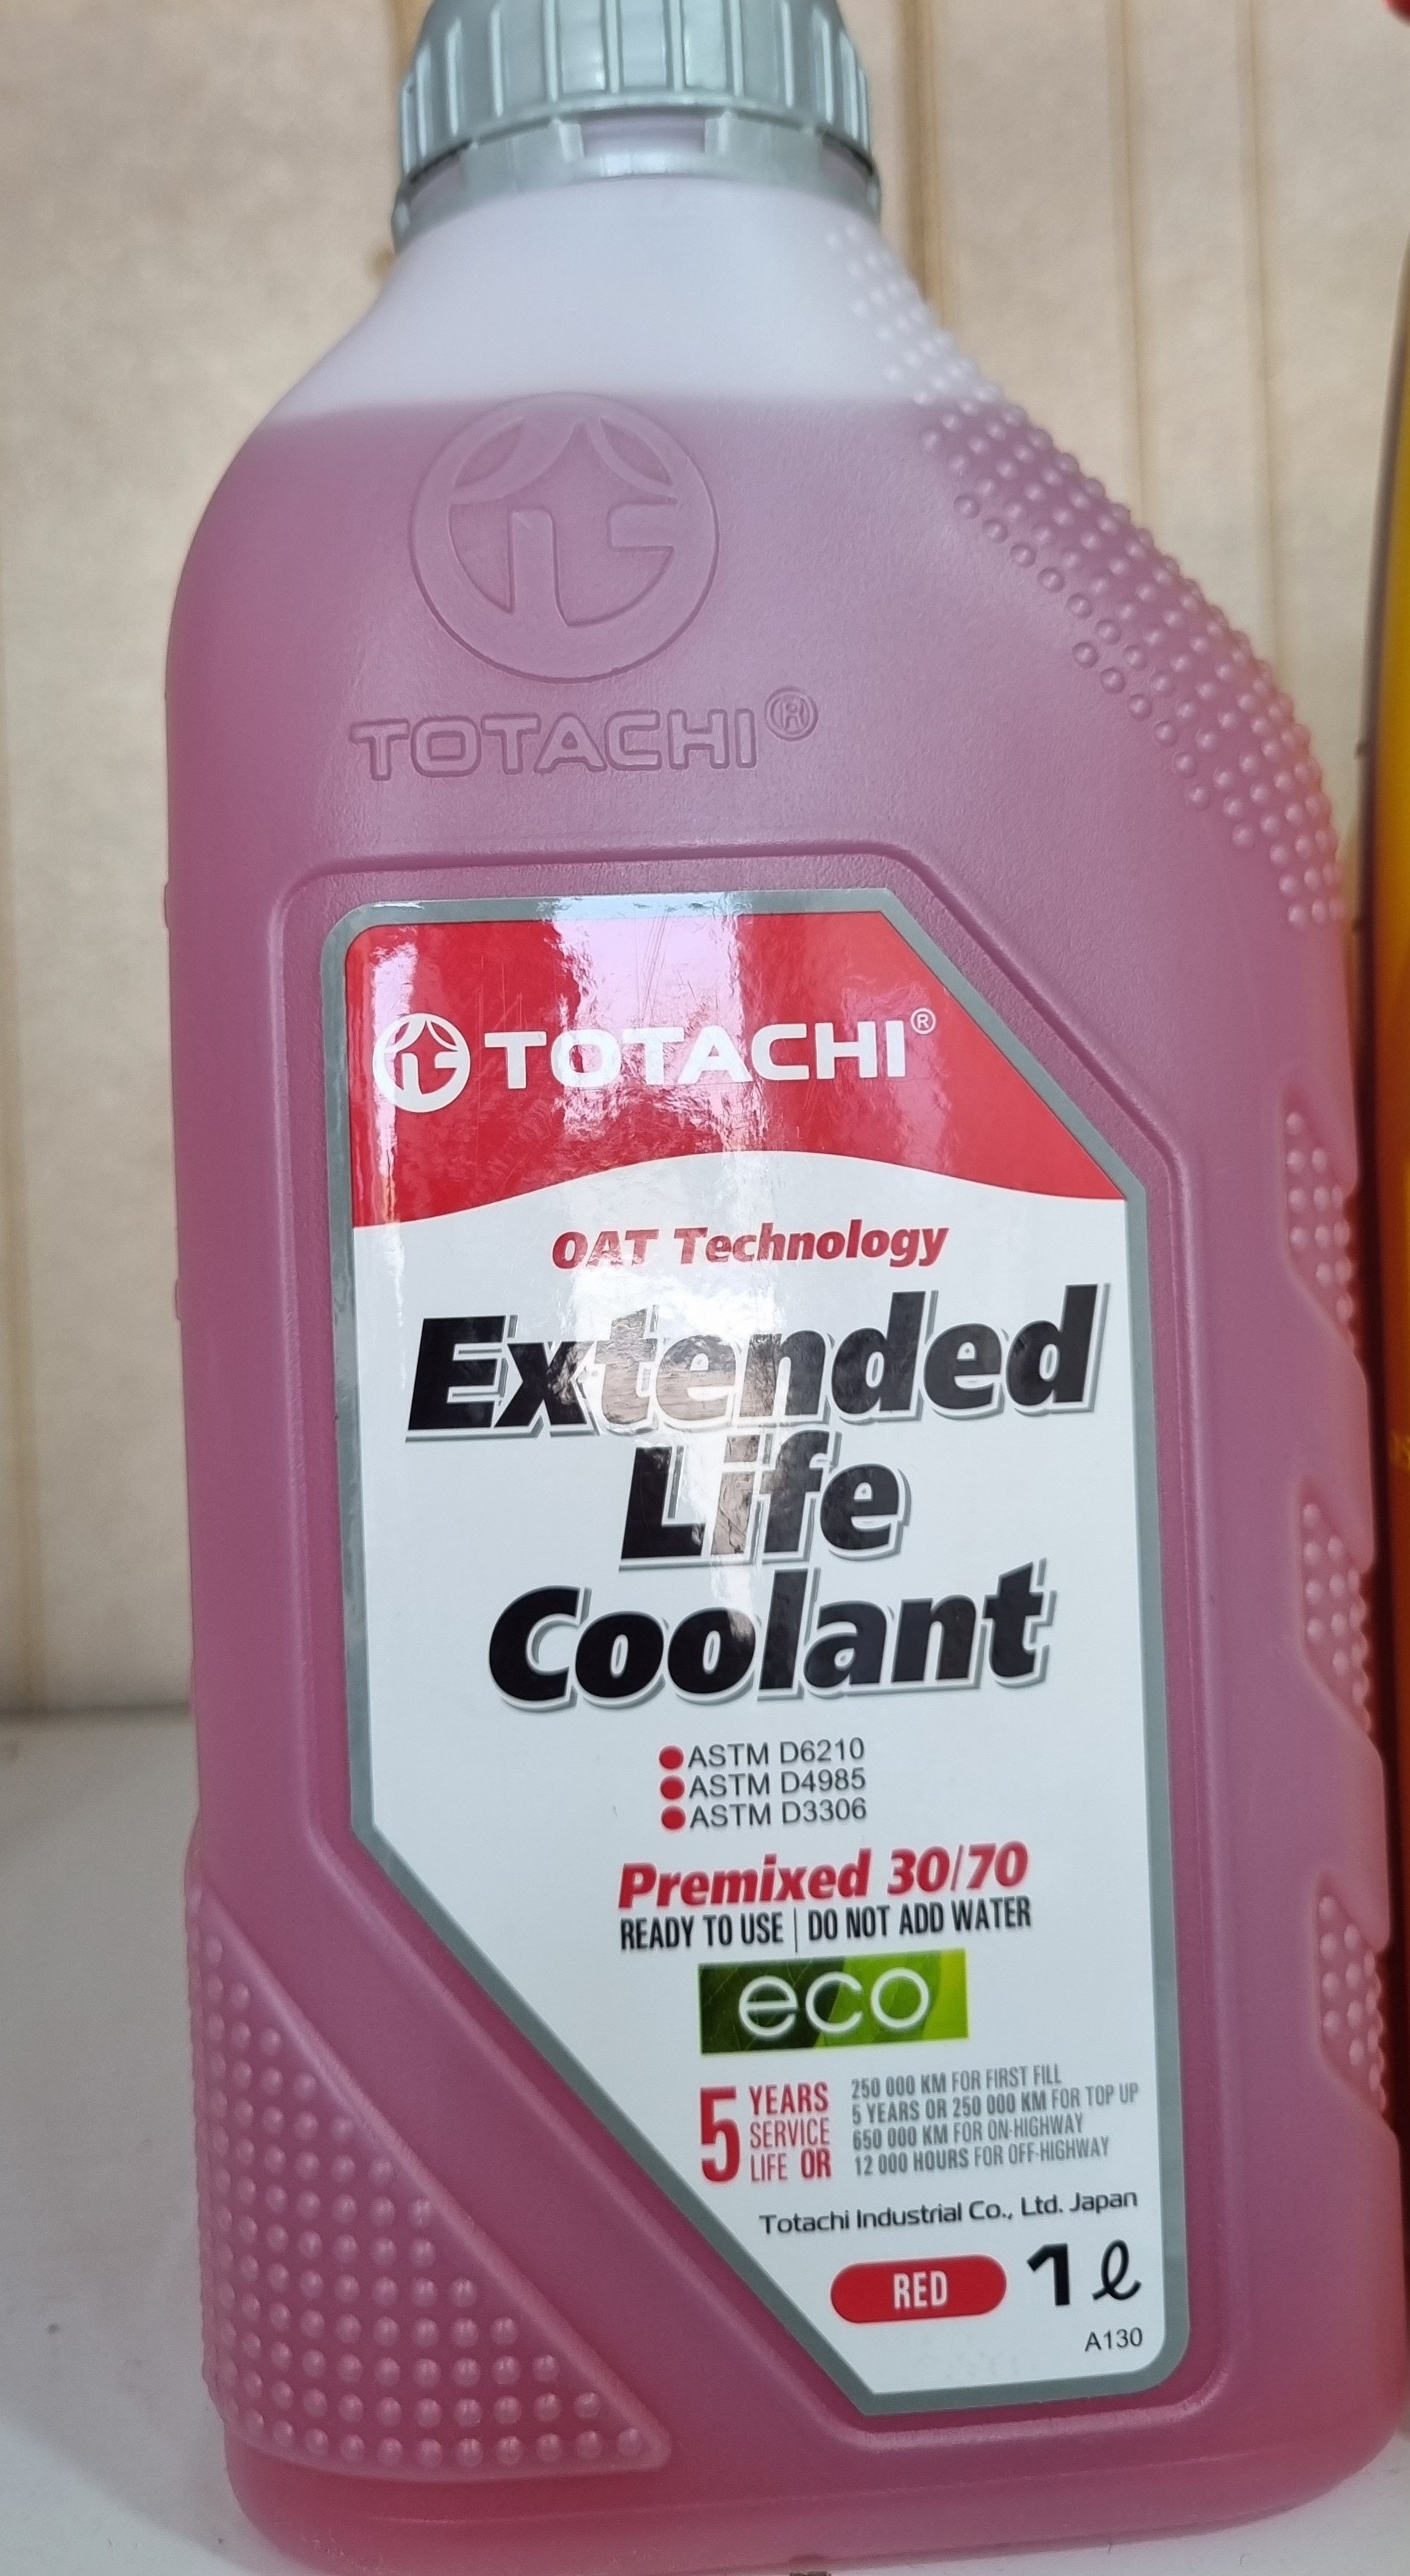 TOTACHI®
TOTACHI®
OAT Technology
Extended
Life
Coolant
ASTM D6210
ASTM D4985
ASTM D3306
Premixed 30/70
READY TO USE | DO NOT ADD WATER
eco
5 YEARS SERVICE LIFE OR
250 000 KM FOR FIRST FILL
5 YEARS OR 250 000 KM FOR TOP UP
650 000 KM FOR ON-HIGHWAY
12 000 HOURS FOR OFF-HIGHWAY
Totachi Industrial Co., Ltd. Japan
RED 1ℓ
A130